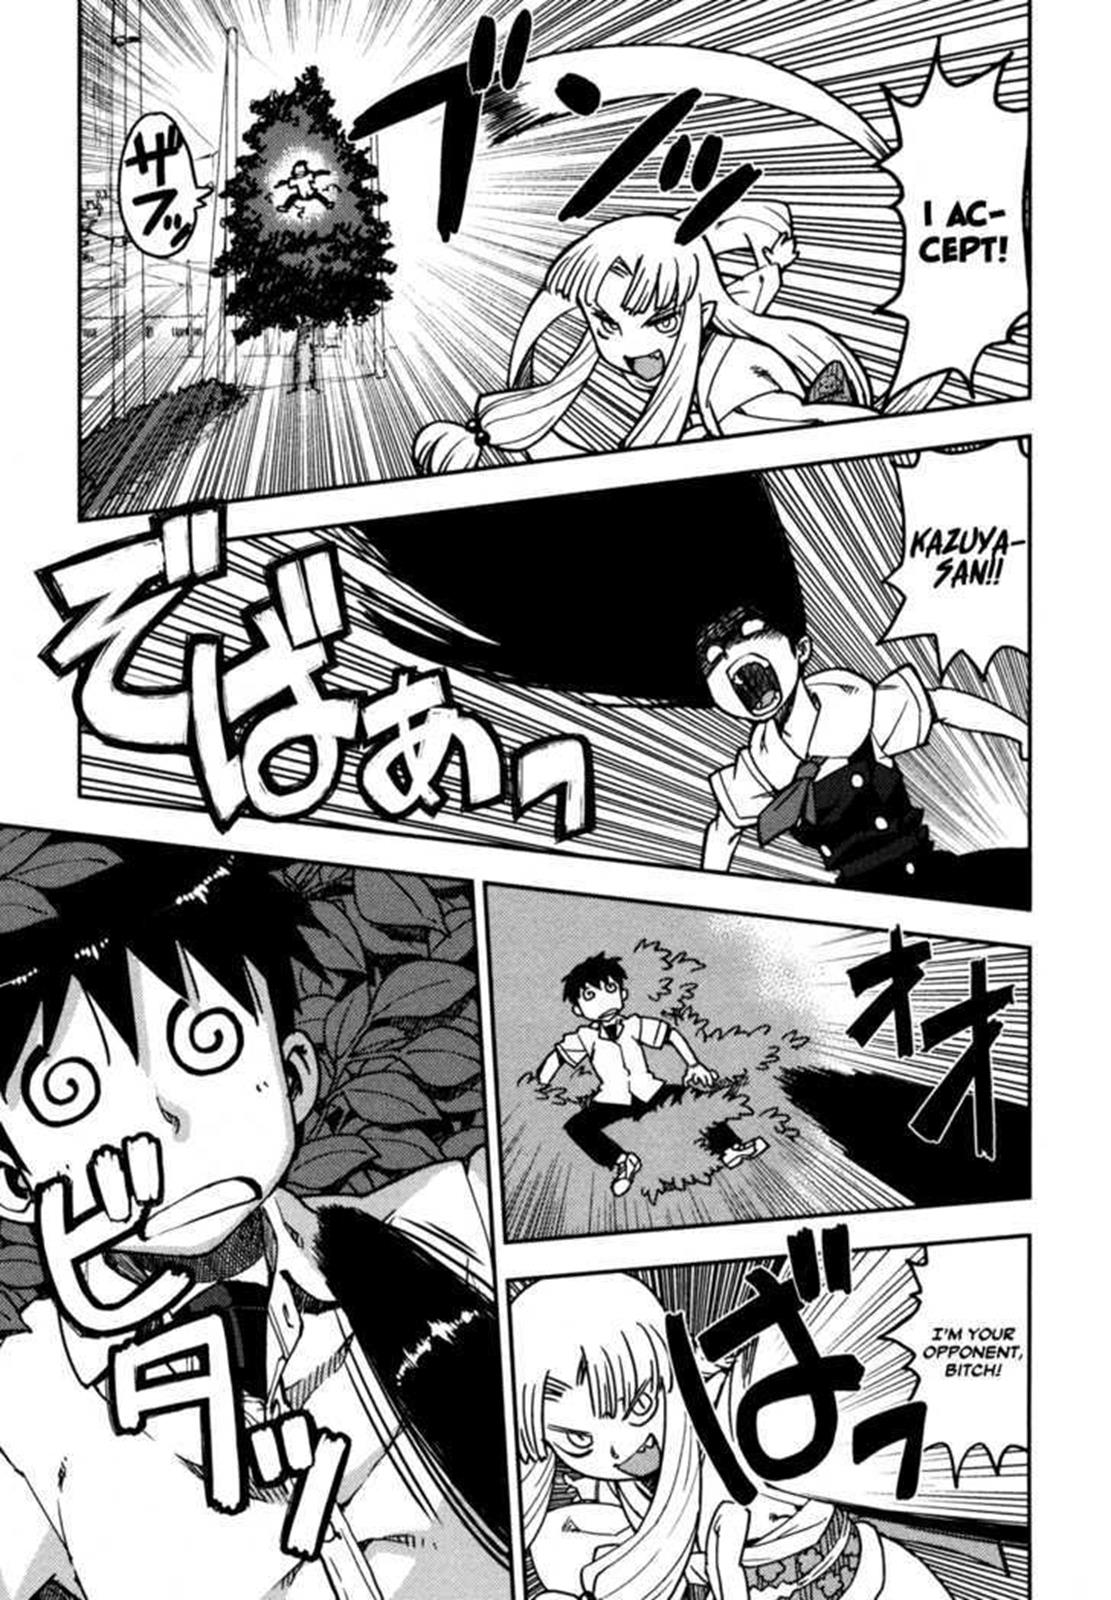 I AC-
CEPT!
ブンッ
ザブッ
KAZUYA-
SAN!!
ぞばぁっ
オオ
ばっ
I'M YOUR
OPPONENT,
BITCH!
ビタッ